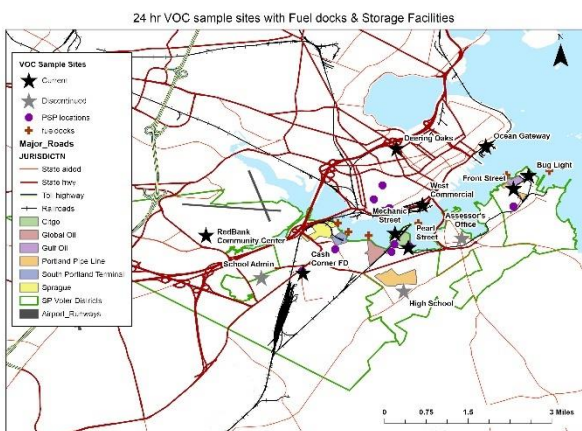 24 hr VOC sample sites with Fuel docks & Storage Facilities
VOC Sample Sites
Current
Discontinued
PSP locations
fuel docks
Major_Roads
JURISDICTN
State aided
State hwy
Toll highway
Railroads
Citgo
Global Oil
Gulf Oil
Portland Pipe Line
South Portland Terminal
Sprague
SP Voter Districts
Airport_Runways
Deering Oaks
Ocean Gateway
Bug Light
Front Street
West
Commercial
Mechanic
Street
Assessor's
Office
Pearl
Street
RedBank
Community Center
School Admin
Cash
Corner FD
High School
0 0.75 1.5 3 Miles